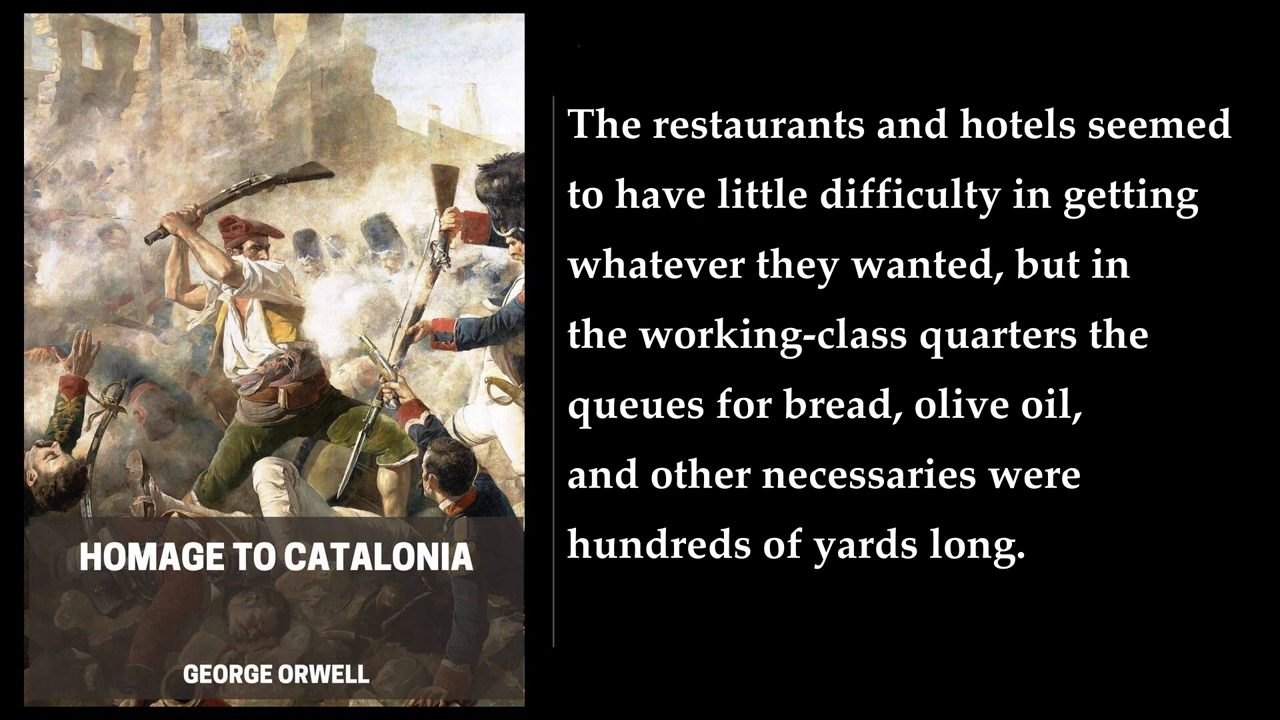 HOMAGE TO CATALONIA
GEORGE ORWELL
The restaurants and hotels seemed
to have little difficulty in getting
whatever they wanted, but in
the working-class quarters the
queues for bread, olive oil,
and other necessaries were
hundreds of yards long.